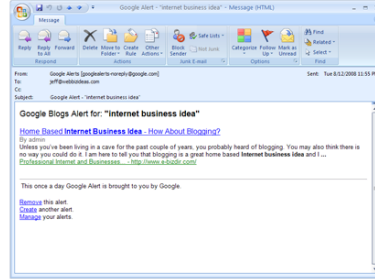 Google Alert - "internet business idea" - Message (HTML)
Message
Reply
Reply to All
Forward
Delete
Move to Folder
Create Rule
Other Actions
Block Sender
Safe Lists
Not Junk
Categorize
Follow Up
Mark as Unread
Find
Related
Select
Respond
Actions
Junk E-mail
Options
Find
From: Google Alerts [googlealerts-noreply@google.com]
Sent: Tue 8/12/2008 11:55 P
To: jeff@webbizideas.com
Cc:
Subject: Google Alert - "internet business idea"
Google Blogs Alert for: "internet business idea"
Home Based Internet Business Idea - How About Blogging?
By admin
Unless you've been living in a cave for the past couple of years, you probably heard of blogging. You may also think there is
no way you could do it. I am here to tell you that blogging is a great home based Internet business idea and I ...
Professional Internet and Businesses... - http://www.e-bizdir.com/
This once a day Google Alert is brought to you by Google.
Remove this alert.
Create another alert.
Manage your alerts.